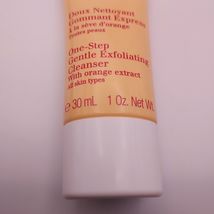 Doux Nettoyant
Gommant Express
À la sève d'orange
Toutes peaux
One-Step
Gentle Exfoliating
Cleanser
With orange extract
All skin types
e 30 mL 1 Oz. Net Wt.